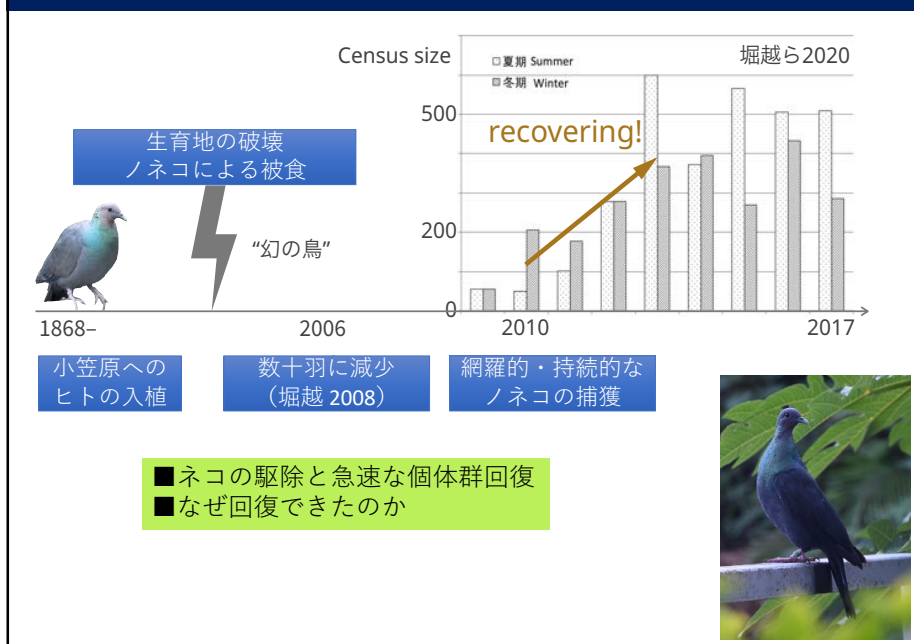 Census size
□夏期 Summer
□冬期 Winter
堀越ら2020
500
200
0
recovering!
生育地の破壊
ノネコによる被食
“幻の鳥”
1868–
2006
2010
2017
小笠原への
ヒトの入植
数十羽に減少
（堀越 2008）
網羅的・持続的な
ノネコの捕獲
■ネコの駆除と急速な個体群回復
■なぜ回復できたのか